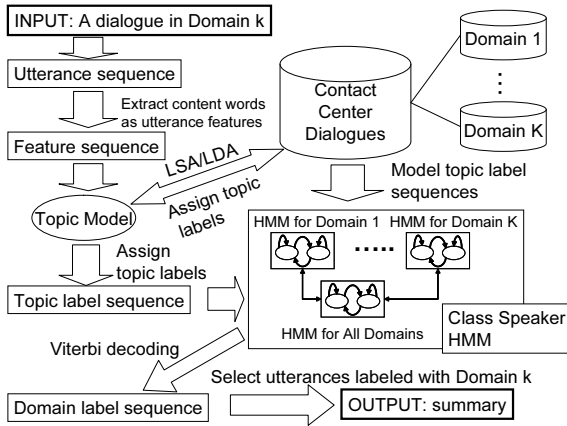 INPUT: A dialogue in Domain k
Utterance sequence
Extract content words
as utterance features
Feature sequence
LSA/LDA
Assign topic
labels
Topic Model
Assign
topic labels
Topic label sequence
Viterbi decoding
Domain label sequence
Contact
Center
Dialogues
Domain 1
⋮
Domain K
Model topic label
sequences
HMM for Domain 1
HMM for Domain K
.....
HMM for All Domains
Class Speaker
HMM
Select utterances labeled with Domain k
OUTPUT: summary